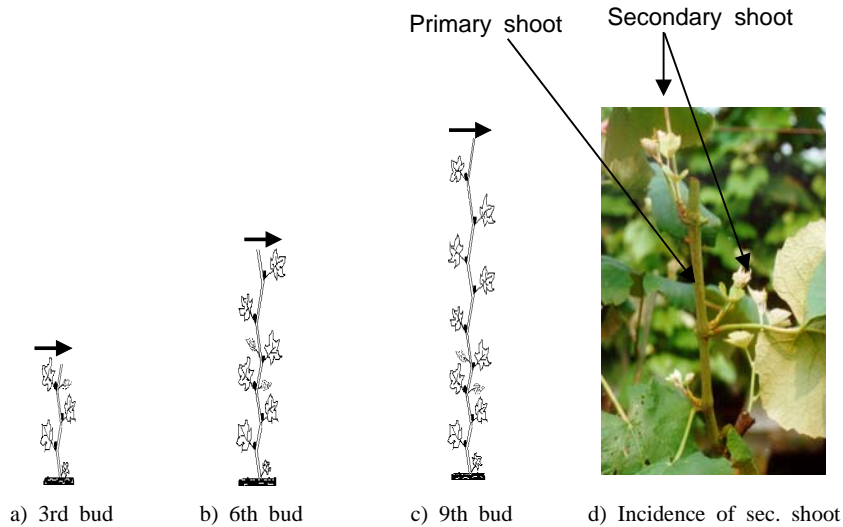 Primary shoot
Secondary shoot
a) 3rd bud
b) 6th bud
c) 9th bud
d) Incidence of sec. shoot